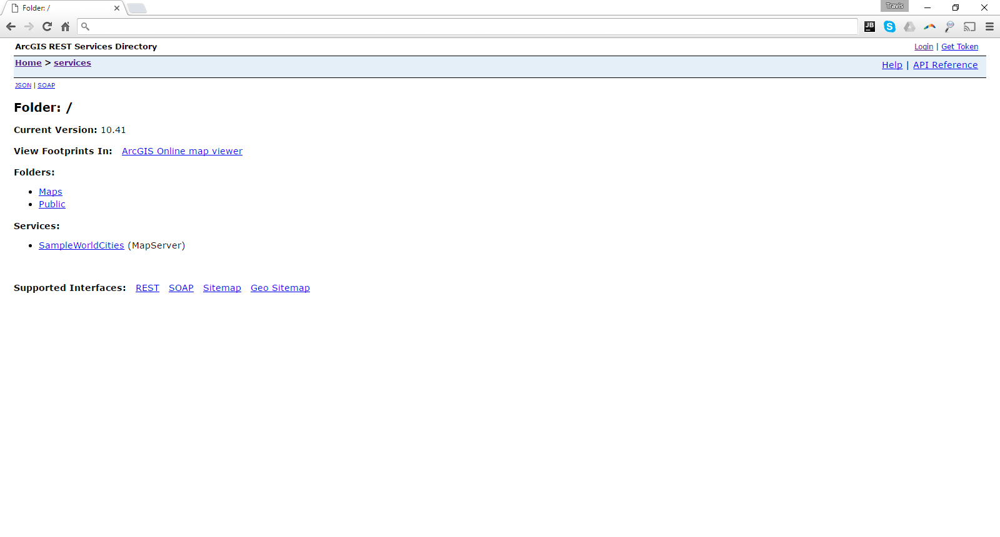 Folder: /
Travis
JB
S
ArcGIS REST Services Directory
Login | Get Token
Home > services
Help | API Reference
JSON | SOAP
Folder: /
Current Version: 10.41
View Footprints In: ArcGIS Online map viewer
Folders:
• Maps
• Public
Services:
• SampleWorldCities (MapServer)
Supported Interfaces: REST SOAP Sitemap Geo Sitemap